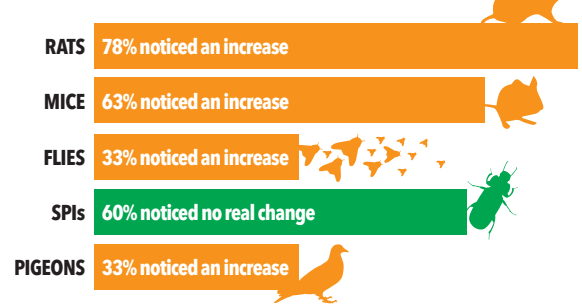 RATS 78% noticed an increase
MICE 63% noticed an increase
FLIES 33% noticed an increase
SPIs 60% noticed no real change
PIGEONS 33% noticed an increase